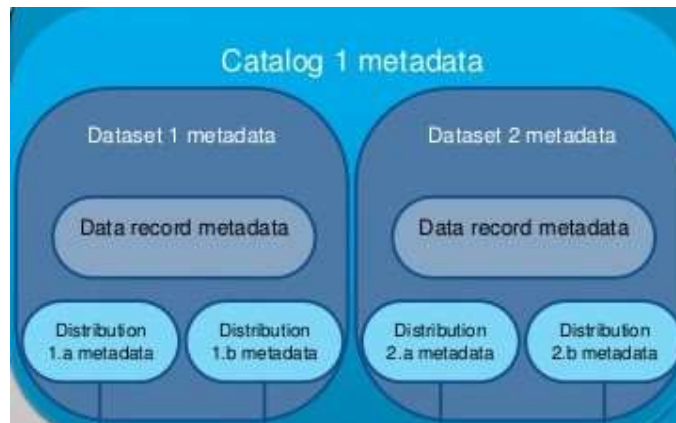 Catalog 1 metadata
Dataset 1 metadata
Dataset 2 metadata
Data record metadata
Data record metadata
Distribution
1.a metadata
Distribution
1.b metadata
Distribution
2.a metadata
Distribution
2.b metadata